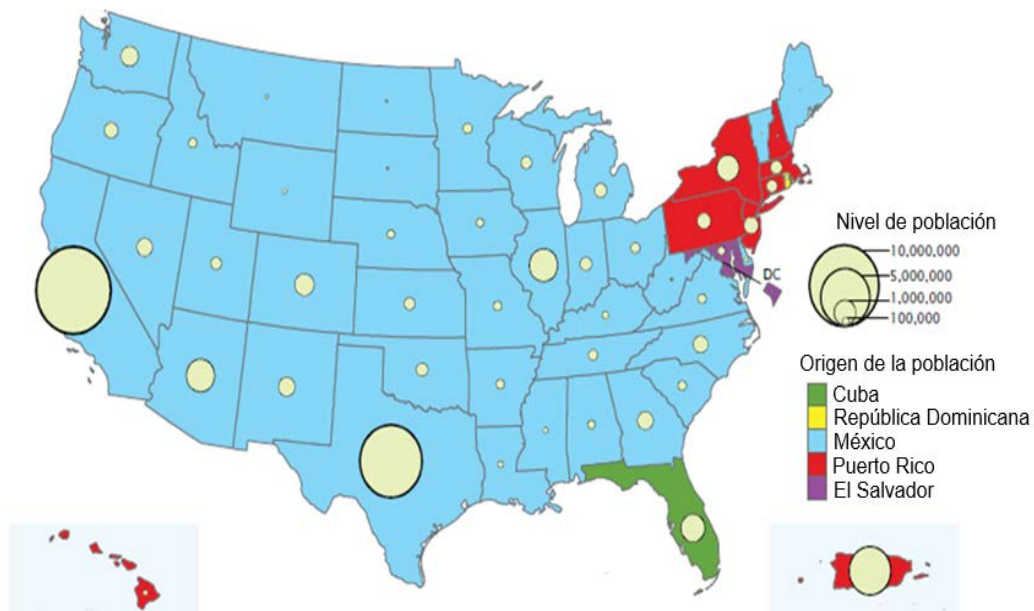 Nivel de población
10,000,000
5,000,000
1,000,000
100,000
DC
Origen de la población
Cuba
República Dominicana
México
Puerto Rico
El Salvador